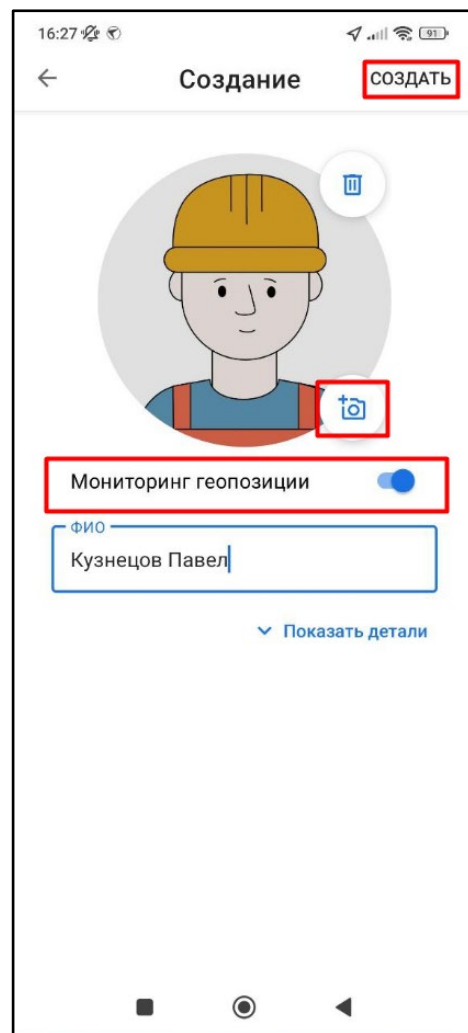 16:27
91
Создание
СОЗДАТЬ
Мониторинг геопозиции
ФИО
Кузнецов Павел
Показать детали